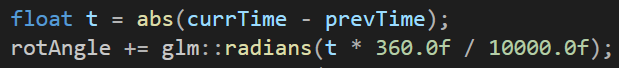 float t = abs(currTime - prevTime);
rotAngle += glm::radians(t * 360.0f / 10000.0f);